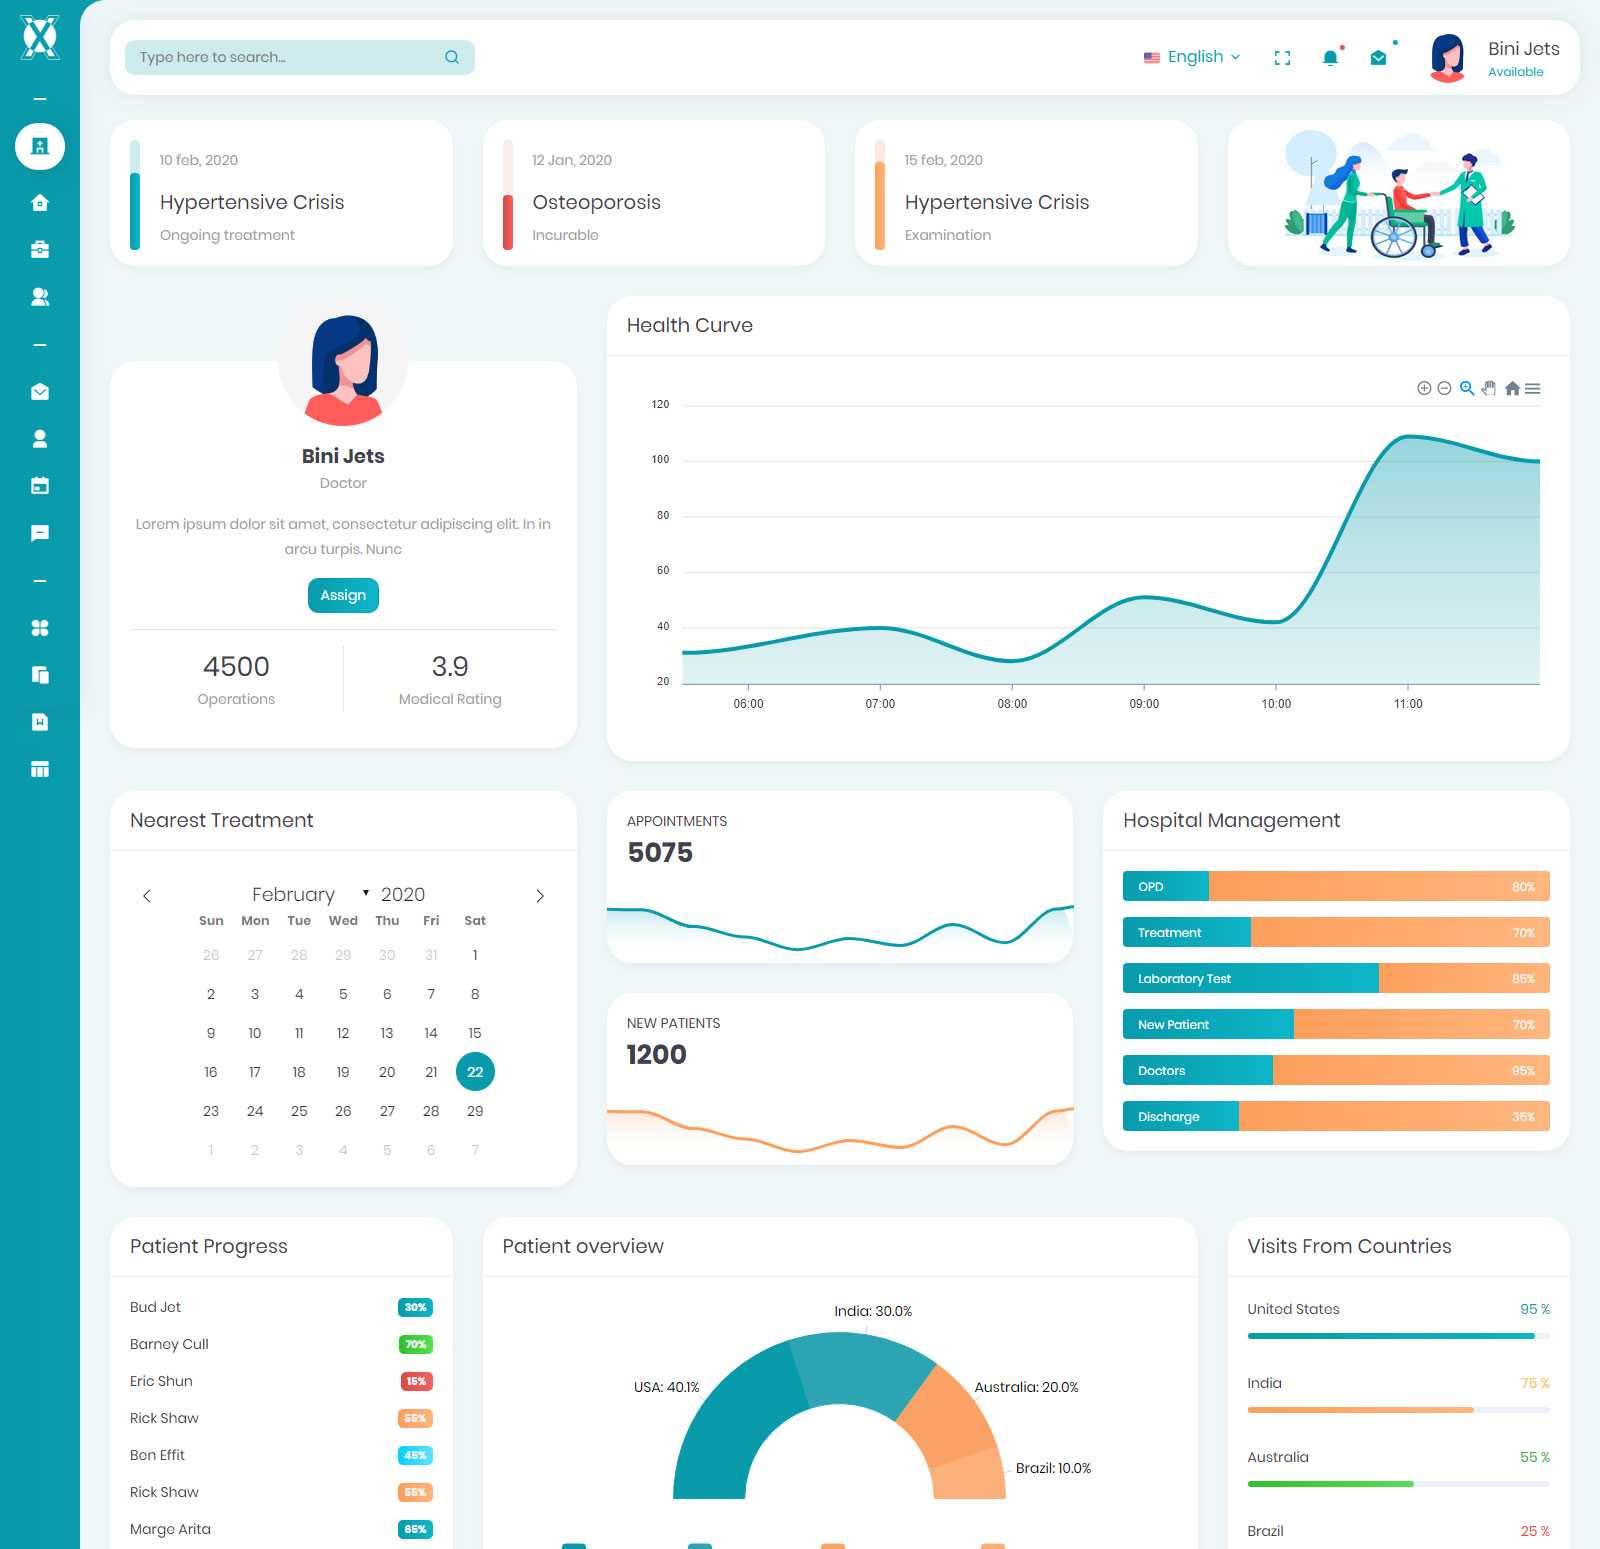 Type here to search...
English
Bini Jets
Available
10 feb, 2020
Hypertensive Crisis
Ongoing treatment
12 Jan, 2020
Osteoporosis
Incurable
15 feb, 2020
Hypertensive Crisis
Examination
Bini Jets
Doctor
Lorem ipsum dolor sit amet, consectetur adipiscing elit. In in
arcu turpis. Nunc
Assign
4500
Operations
3.9
Medical Rating
Health Curve
120
100
80
60
40
20
06:00 07:00 08:00 09:00 10:00 11:00
Nearest Treatment
February 2020
Sun Mon Tue Wed Thu Fri Sat
26 27 28 29 30 31 1
2 3 4 5 6 7 8
9 10 11 12 13 14 15
16 17 18 19 20 21 22
23 24 25 26 27 28 29
1 2 3 4 5 6 7
APPOINTMENTS
5075
NEW PATIENTS
1200
Hospital Management
OPD 80%
Treatment 70%
Laboratory Test 85%
New Patient 70%
Doctors 95%
Discharge 35%
Patient Progress
Bud Jet 30%
Barney Cull 70%
Eric Shun 15%
Rick Shaw 55%
Ben Effit 45%
Rick Shaw 55%
Marge Arita 65%
Patient overview
India: 30.0%
USA: 40.1%
Australia: 20.0%
Brazil: 10.0%
Visits From Countries
United States 95 %
India 75 %
Australia 55 %
Brazil 25 %